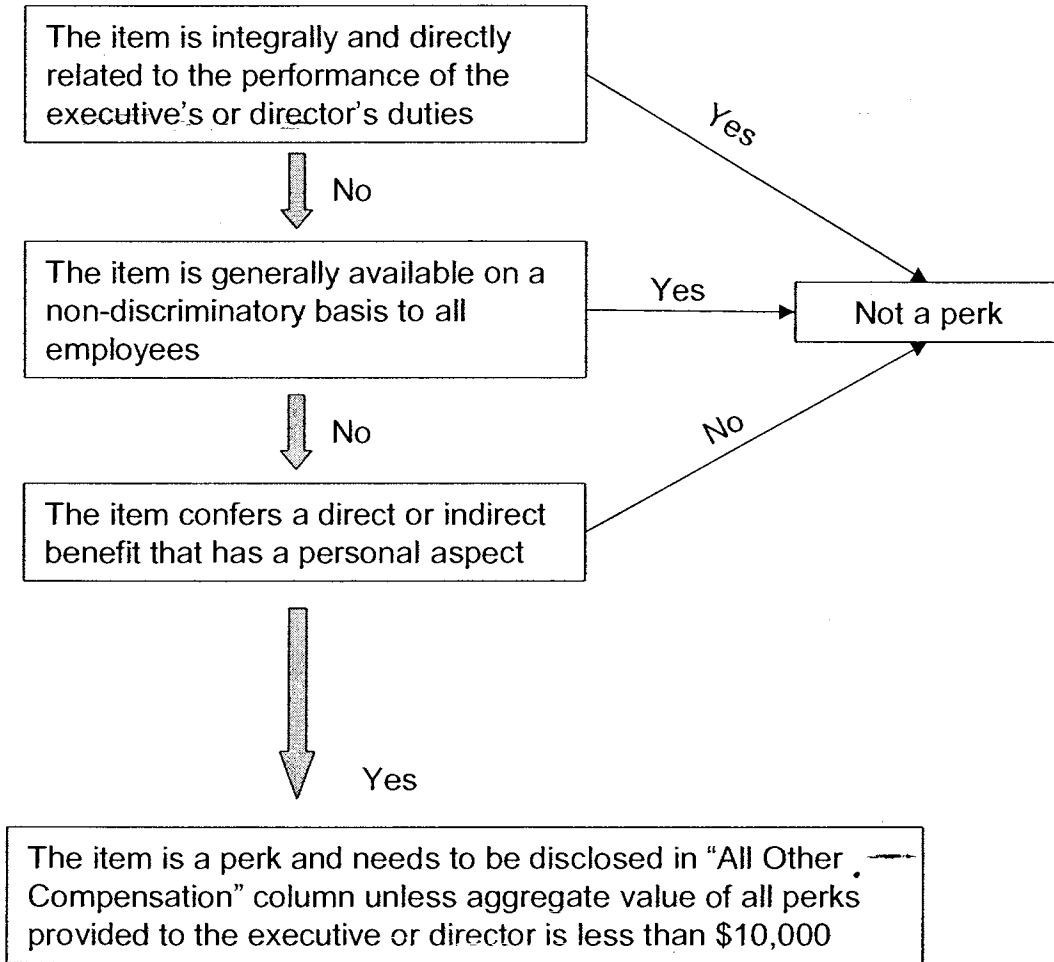 The item is integrally and directly
related to the performance of the
executive's or director's duties
Yes
No
The item is generally available on a
non-discriminatory basis to all
employees
Yes
Not a perk
No
No
The item confers a direct or indirect
benefit that has a personal aspect
Yes
The item is a perk and needs to be disclosed in “All Other
Compensation” column unless aggregate value of all perks
provided to the executive or director is less than $10,000